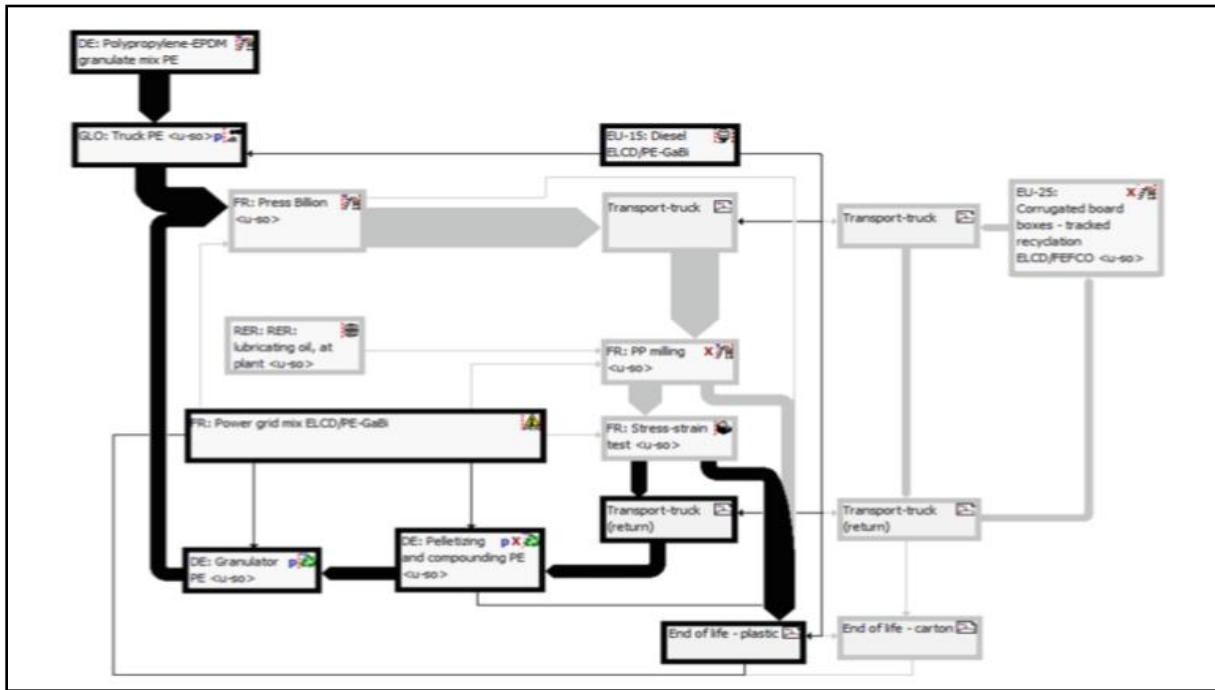 DE: Polypropylene-EPDM
granulate mix PE
GLO: Truck PE <u-so>p
EU-15: Diesel
ELCD/PE-GaBi
FR: Press Billion
<u-so>
Transport-truck
Transport-truck
EU-25: X
Corrugated board
boxes - tracked
recyclation
ELCD/FEFCO <u-so>
RER: RER:
lubricating oil, at
plant <u-so>
FR: PP milling X
<u-so>
FR: Power grid mix ELCD/PE-GaBi
FR: Stress-strain
test <u-so>
Transport-truck
(return)
Transport-truck
(return)
DE: Granulator p
PE <u-so>
DE: Pelletizing p X
and compounding PE
<u-so>
End of life - plastic
End of life - carton